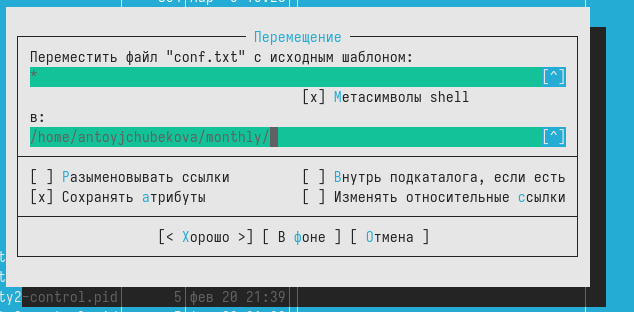 Перемещение
Переместить файл "conf.txt" с исходным шаблоном:
* [^]
[x] Метасимволы shell
в:
/home/antoyjchubekova/monthly/ [^]
[ ] Разыменовывать ссылки [ ] Внутрь подкаталога, если есть
[x] Сохранять атрибуты [ ] Изменять относительные ссылки
[< Хорошо >] [ В фоне ] [ Отмена ]
ty2-control.pid 5 фев 20 21:39